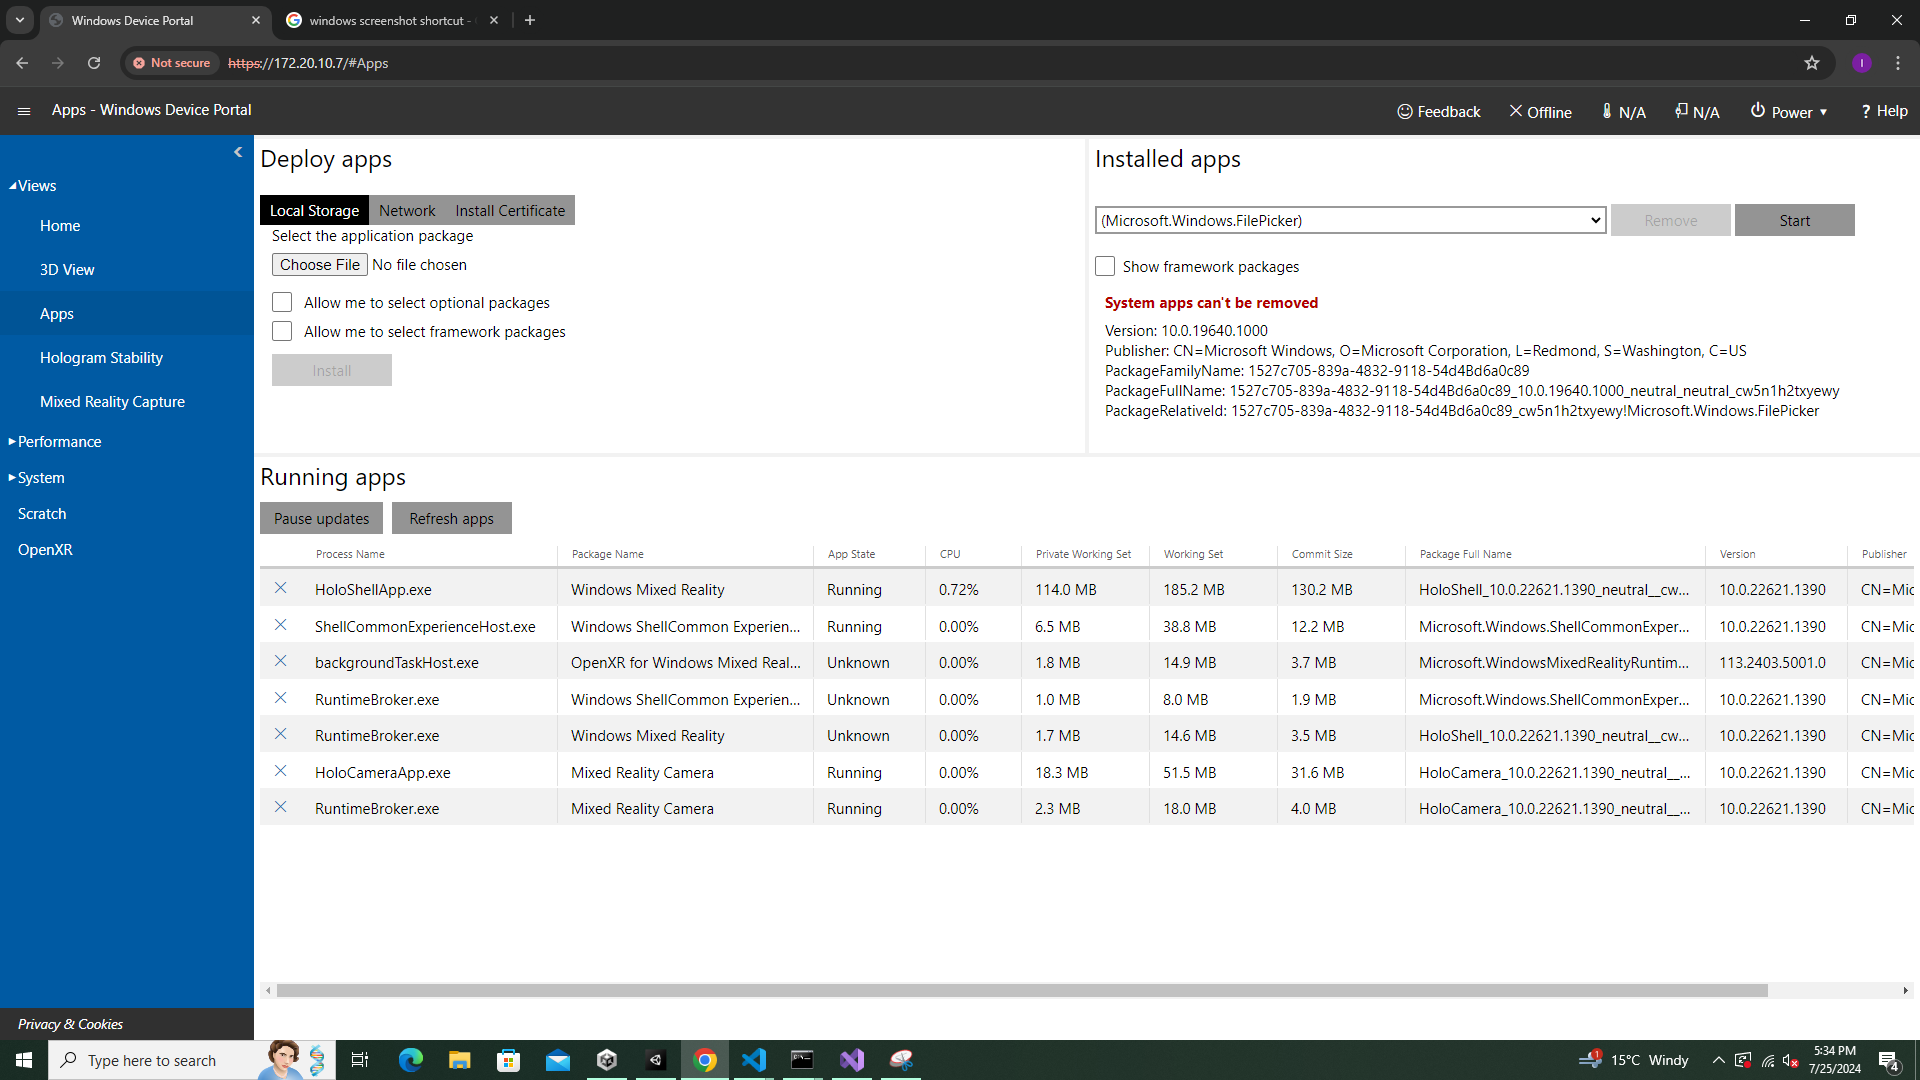 Windows Device Portal
windows screenshot shortcut -
Not secure
https://172.20.10.7/#Apps
I
Apps - Windows Device Portal
Feedback
Offline
N/A
N/A
Power
? Help
Views
Home
3D View
Apps
Hologram Stability
Mixed Reality Capture
Performance
System
Scratch
OpenXR
Privacy & Cookies
Deploy apps
Local Storage Network Install Certificate
Select the application package
Choose File No file chosen
Allow me to select optional packages
Allow me to select framework packages
Install
Installed apps
(Microsoft.Windows.FilePicker) Remove Start
Show framework packages
System apps can't be removed
Version: 10.0.19640.1000
Publisher: CN=Microsoft Windows, O=Microsoft Corporation, L=Redmond, S=Washington, C=US
PackageFamilyName: 1527c705-839a-4832-9118-54d4Bd6a0c89
PackageFullName: 1527c705-839a-4832-9118-54d4Bd6a0c89_10.0.19640.1000_neutral_neutral_cw5n1h2txyewy
PackageRelativeId: 1527c705-839a-4832-9118-54d4Bd6a0c89_cw5n1h2txyewy!Microsoft.Windows.FilePicker
Running apps
Pause updates Refresh apps
Process Name Package Name App State CPU Private Working Set Working Set Commit Size Package Full Name Version Publisher
HoloShellApp.exe Windows Mixed Reality Running 0.72% 114.0 MB 185.2 MB 130.2 MB HoloShell_10.0.22621.1390_neutral__cw... 10.0.22621.1390 CN=Mic
ShellCommonExperienceHost.exe Windows ShellCommon Experien... Running 0.00% 6.5 MB 38.8 MB 12.2 MB Microsoft.Windows.ShellCommonExper... 10.0.22621.1390 CN=Mic
backgroundTaskHost.exe OpenXR for Windows Mixed Real... Unknown 0.00% 1.8 MB 14.9 MB 3.7 MB Microsoft.WindowsMixedRealityRuntim... 113.2403.5001.0 CN=Mic
RuntimeBroker.exe Windows ShellCommon Experien... Unknown 0.00% 1.0 MB 8.0 MB 1.9 MB Microsoft.Windows.ShellCommonExper... 10.0.22621.1390 CN=Mic
RuntimeBroker.exe Windows Mixed Reality Unknown 0.00% 1.7 MB 14.6 MB 3.5 MB HoloShell_10.0.22621.1390_neutral__cw... 10.0.22621.1390 CN=Mic
HoloCameraApp.exe Mixed Reality Camera Running 0.00% 18.3 MB 51.5 MB 31.6 MB HoloCamera_10.0.22621.1390_neutral__... 10.0.22621.1390 CN=Mic
RuntimeBroker.exe Mixed Reality Camera Running 0.00% 2.3 MB 18.0 MB 4.0 MB HoloCamera_10.0.22621.1390_neutral__... 10.0.22621.1390 CN=Mic
Type here to search
1
15°C Windy
5:34 PM
7/25/2024
4